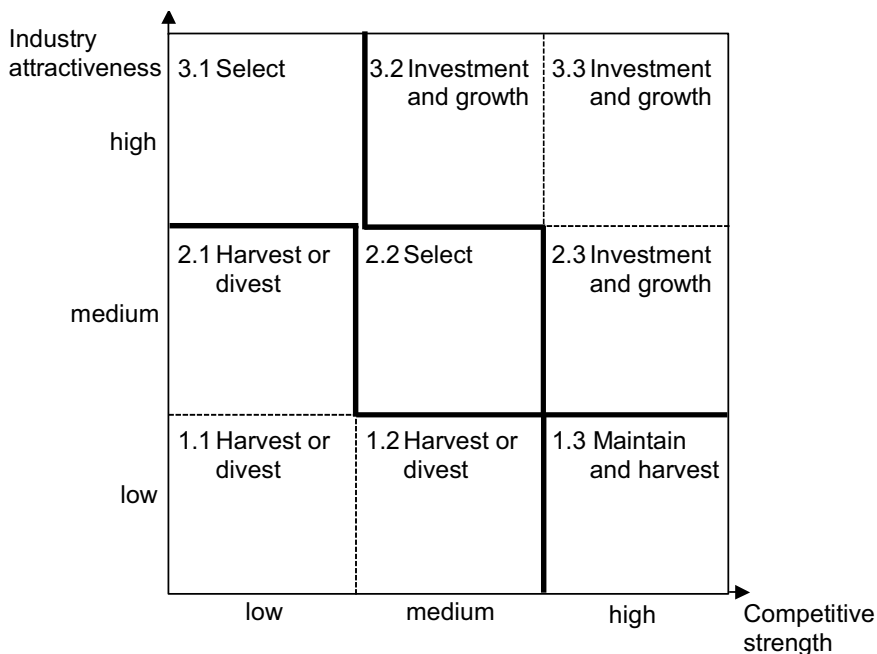 Industry
attractiveness
3.1 Select
3.2 Investment
and growth
3.3 Investment
and growth
high
2.1 Harvest or
divest
2.2 Select
2.3 Investment
and growth
medium
1.1 Harvest or
divest
1.2 Harvest or
divest
1.3 Maintain
and harvest
low
low
medium
high
Competitive
strength